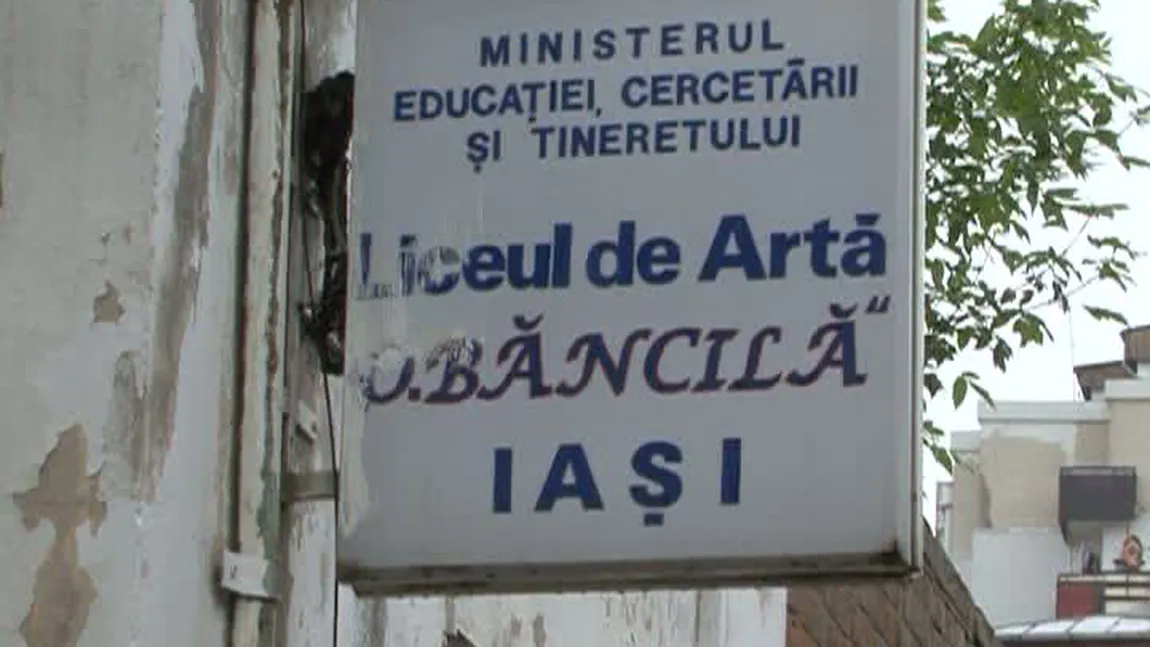 MINISTERUL
EDUCAȚIEI, CERCETĂRII
ȘI TINERETULUI
Liceul de Artă
O.BĂNCILĂ"
IAȘI